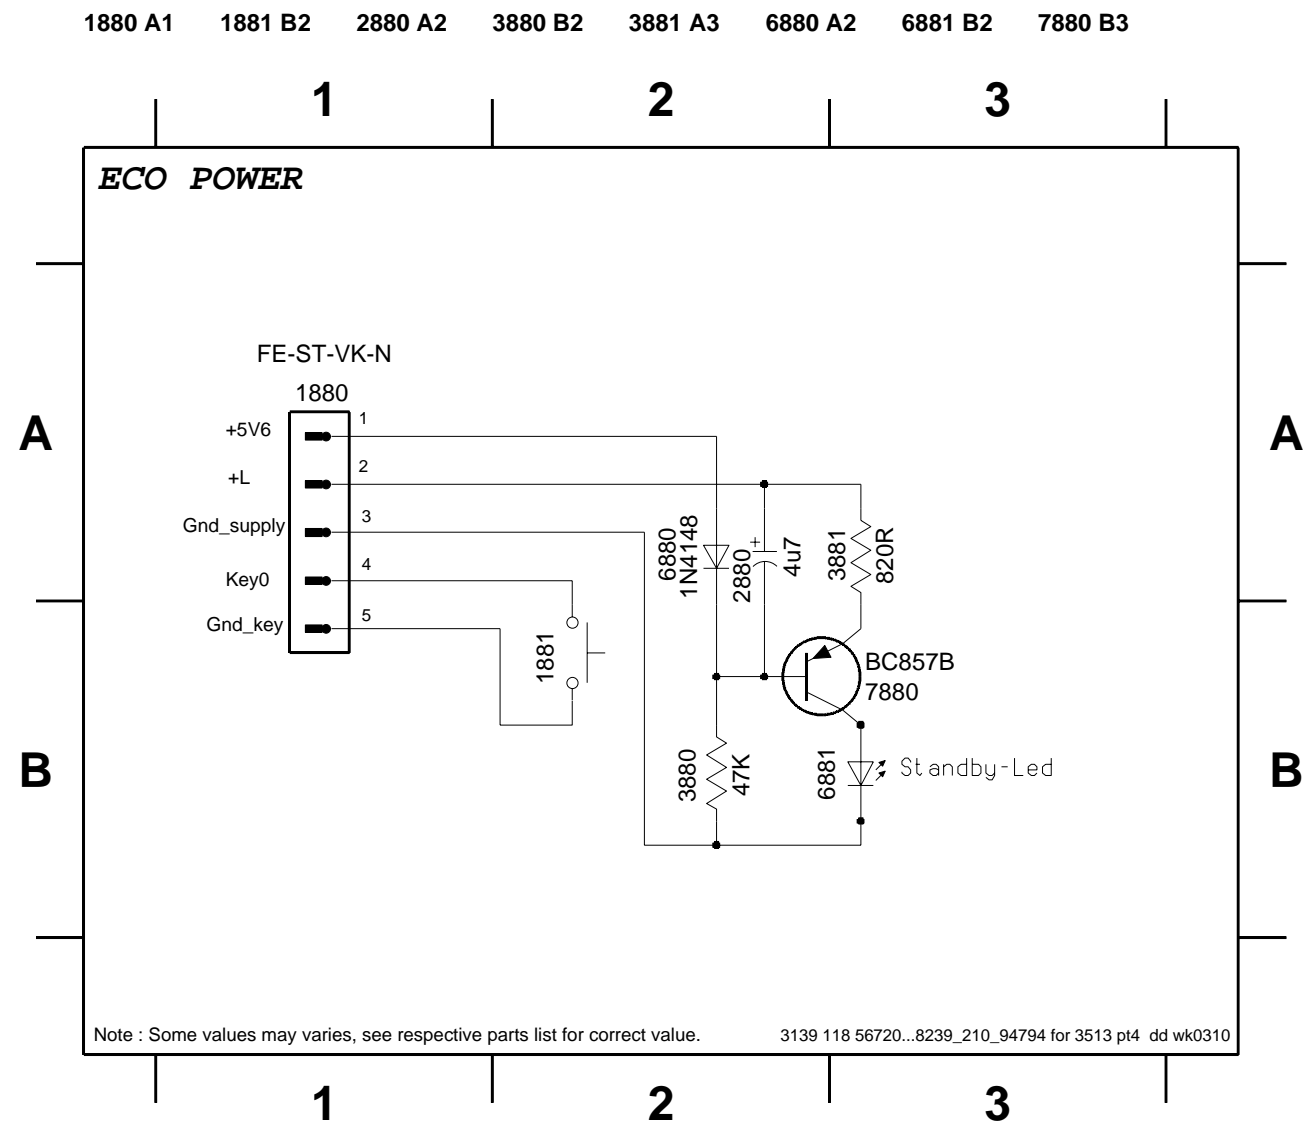 1880 A1 1881 B2 2880 A2 3880 B2 3881 A3 6880 A2 6881 B2 7880 B3
1 2 3
ECO POWER
FE-ST-VK-N
1880
A A
+5V6 1
+L 2
Gnd_supply 3
Key0 4
Gnd_key 5
6880
1N4148
2880
+
4u7
3881
820R
1881
BC857B
7880
B B
3880
47K
6881
Standby-Led
Note : Some values may varies, see respective parts list for correct value.
3139 118 56720...8239_210_94794 for 3513 pt4 dd wk0310
1 2 3